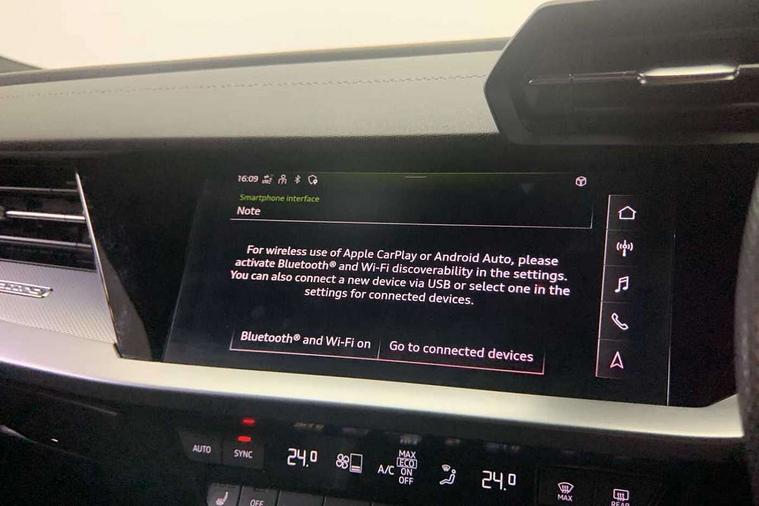 16:09
Smartphone interface
Note
For wireless use of Apple CarPlay or Android Auto, please
activate Bluetooth® and Wi-Fi discoverability in the settings.
You can also connect a new device via USB or select one in the
settings for connected devices.
Bluetooth® and Wi-Fi on
Go to connected devices
AUTO
SYNC
24.0
A/C
MAX
ECO
ON
OFF
24.0
MAX
REAR
OFF